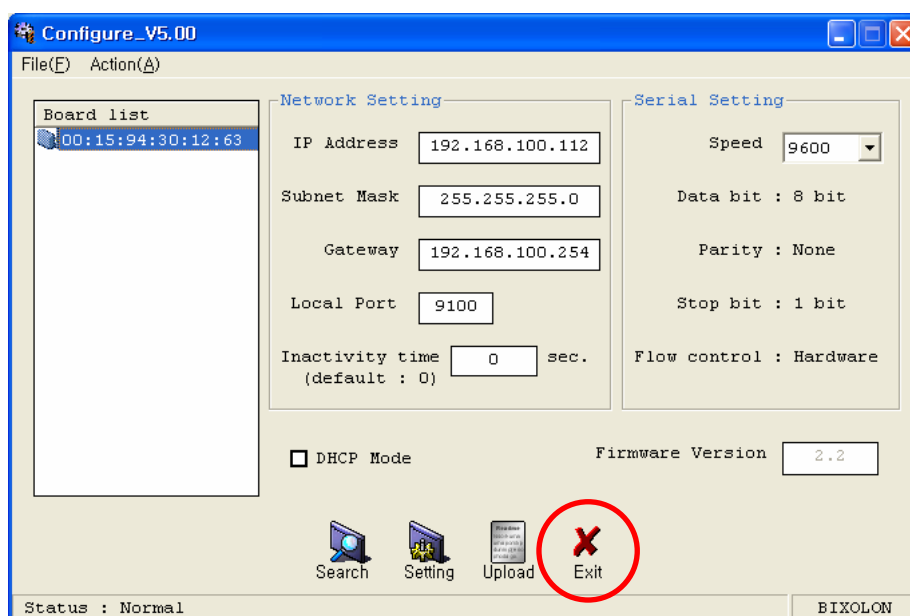 Configure_V5.00
File(F) Action(A)
Board list
00:15:94:30:12:63
Network Setting
IP Address 192.168.100.112
Subnet Mask 255.255.255.0
Gateway 192.168.100.254
Local Port 9100
Inactivity time 0 sec.
(default : 0)
Serial Setting
Speed 9600
Data bit : 8 bit
Parity : None
Stop bit : 1 bit
Flow control : Hardware
DHCP Mode
Firmware Version 2.2
Search Setting Upload Exit
Status : Normal BIXOLON